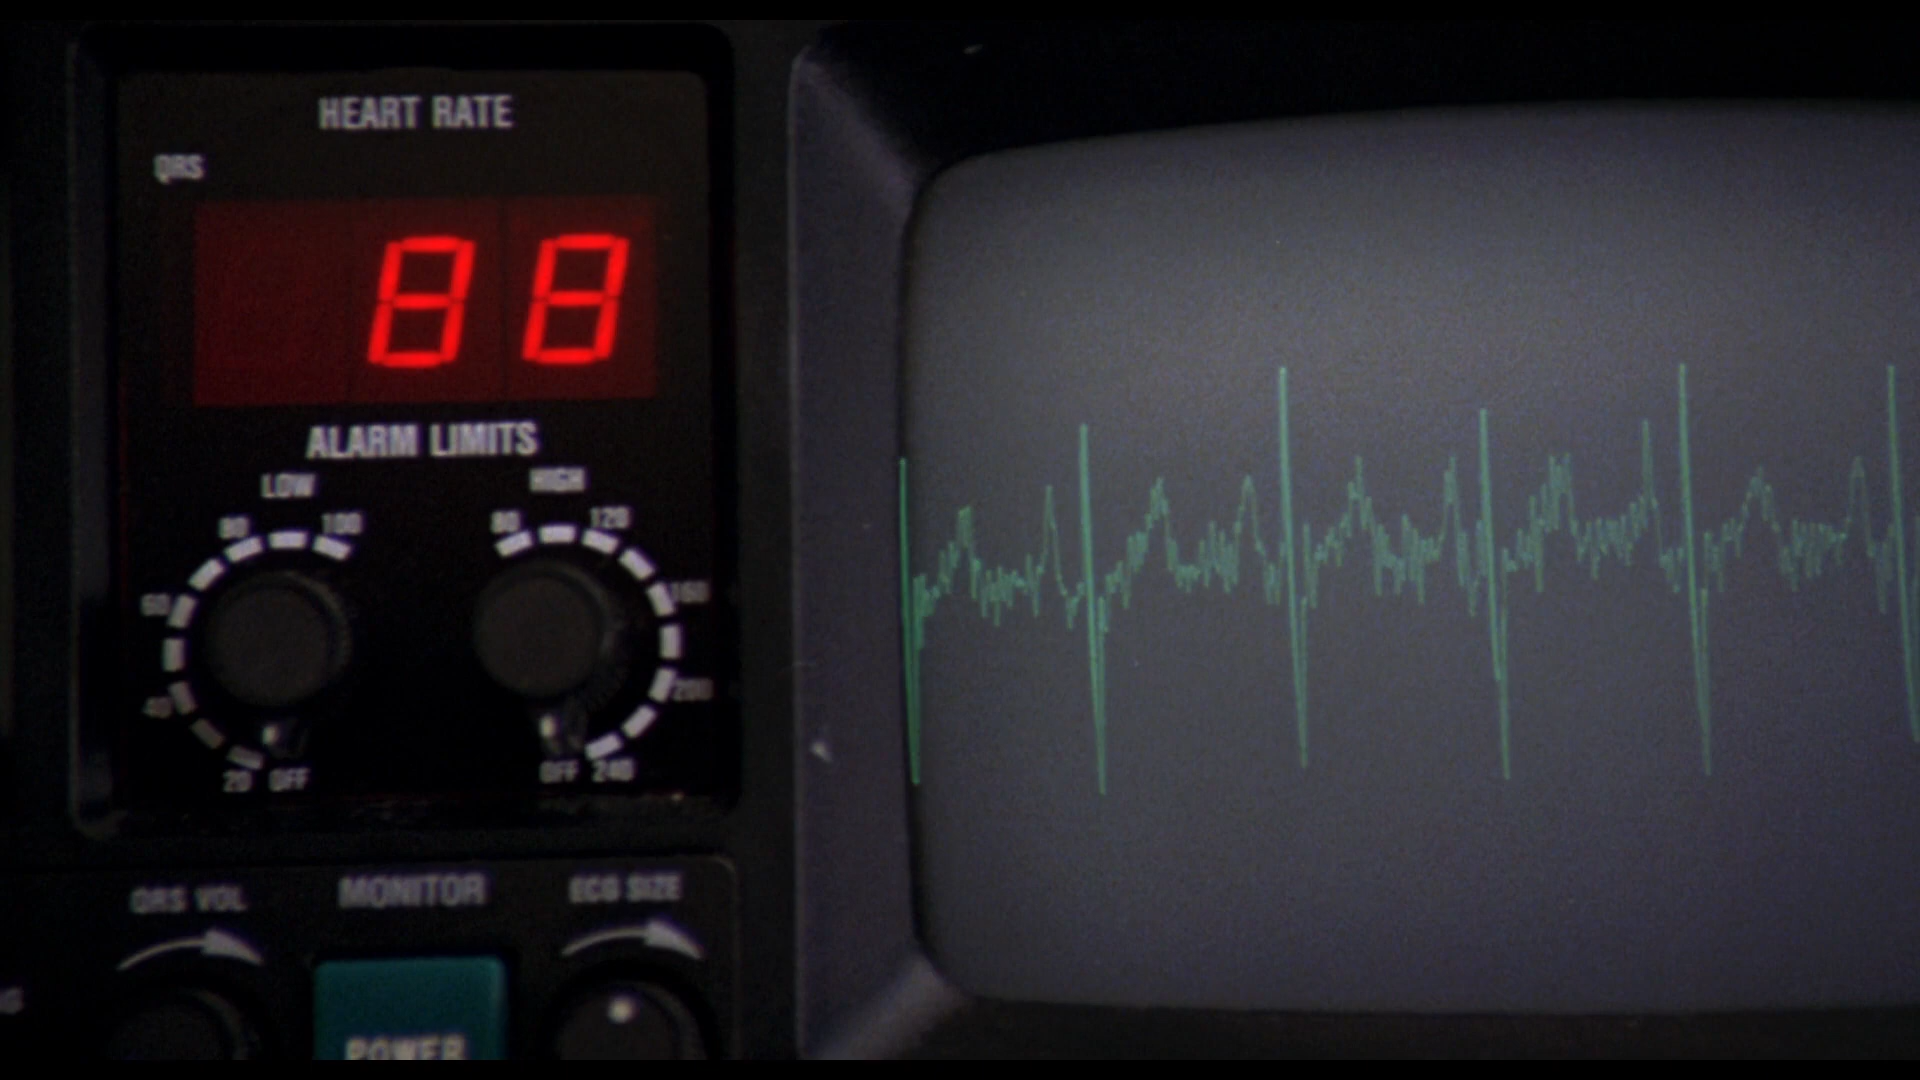 HEART RATE
QRS
88
ALARM LIMITS
LOW
HIGH
80 100
80 120
60
160
40
200
20 OFF
OFF 240
QRS VOL
MONITOR
ECG SIZE
POWER